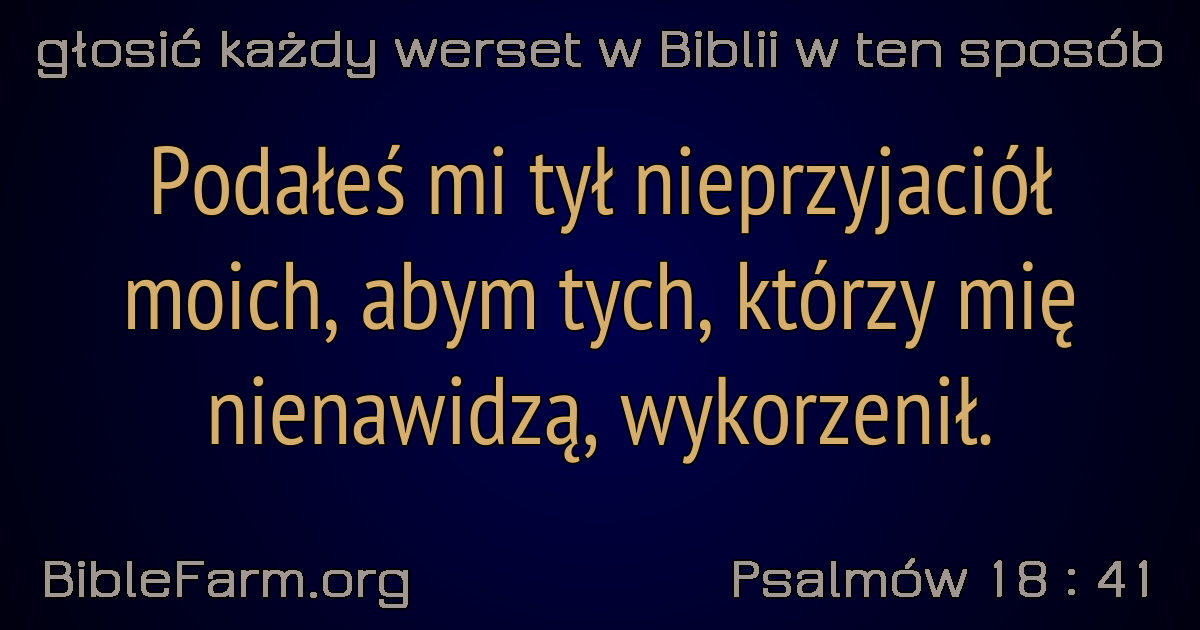 głosić każdy werset w Biblii w ten sposób
Podałeś mi tył nieprzyjaciół
moich, abym tych, którzy mię
nienawidzą, wykorzenił.
BibleFarm.org
Psalmów 18 : 41